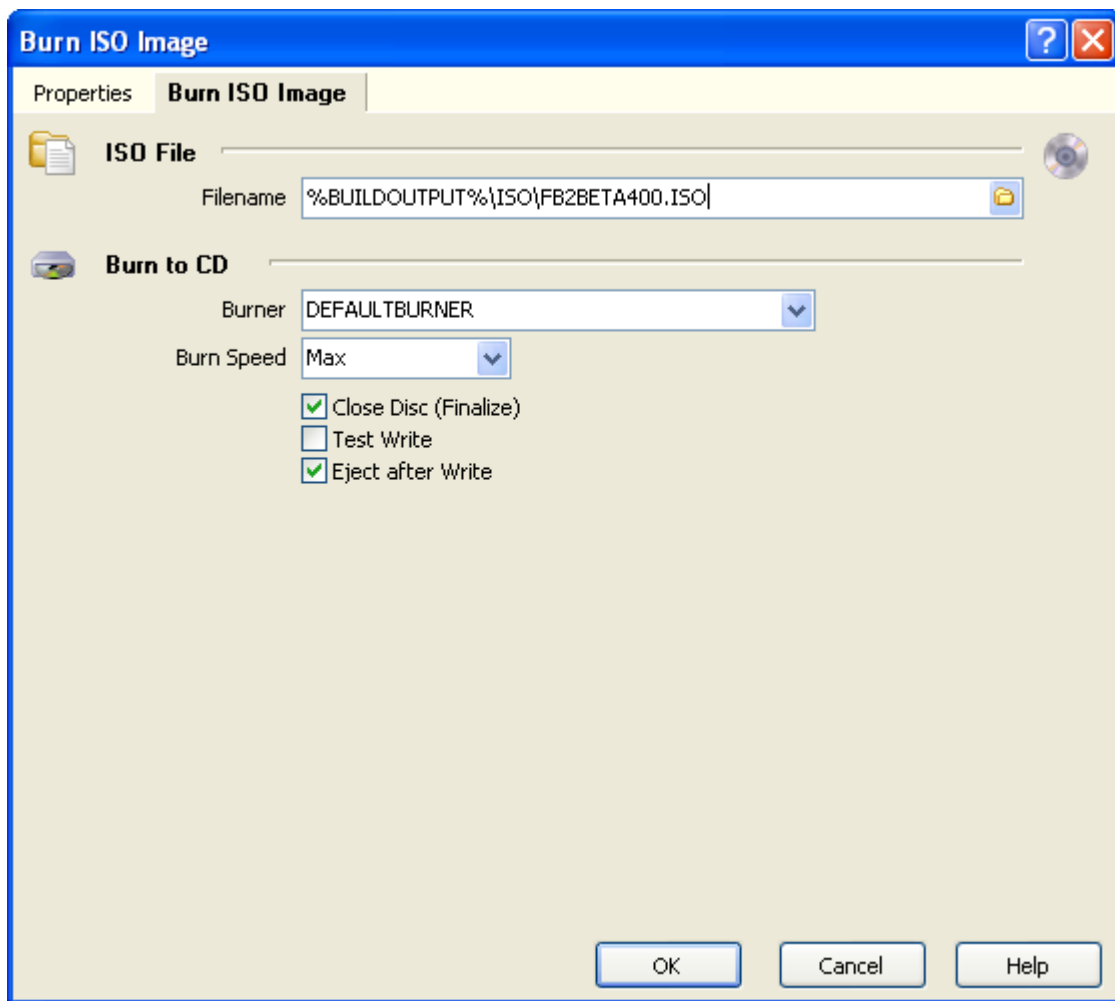 Burn ISO Image
?
Properties Burn ISO Image
ISO File
Filename %BUILDOUTPUT%\ISO\FB2BETA400.ISO
Burn to CD
Burner DEFAULTBURNER
Burn Speed Max
Close Disc (Finalize)
Test Write
Eject after Write
OK Cancel Help